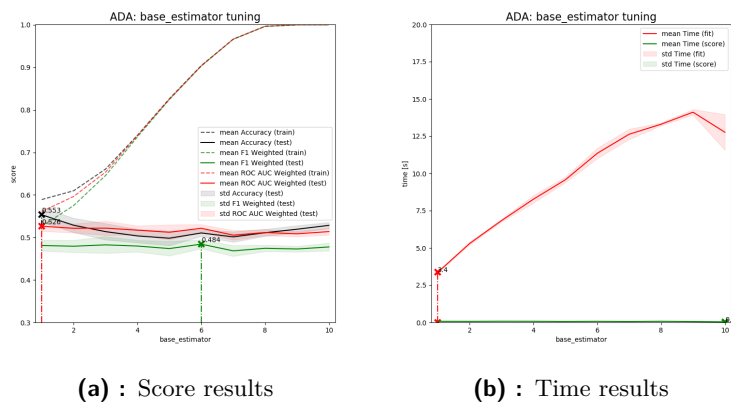 ADA: base_estimator tuning
1.0
0.9
0.8
0.7
0.6
0.5
0.4
0.3
score
mean Accuracy (train)
mean Accuracy (test)
mean F1 Weighted (train)
mean F1 Weighted (test)
mean ROC AUC Weighted (train)
mean ROC AUC Weighted (test)
std Accuracy (test)
std F1 Weighted (test)
std ROC AUC Weighted (test)
0.553
0.526
0.484
2 4 6 8 10
base_estimator
(a) : Score results
ADA: base_estimator tuning
20.0
17.5
15.0
12.5
10.0
7.5
5.0
2.5
0.0
time [s]
mean Time (fit)
mean Time (score)
std Time (fit)
std Time (score)
2 4 6 8 10
base_estimator
(b) : Time results